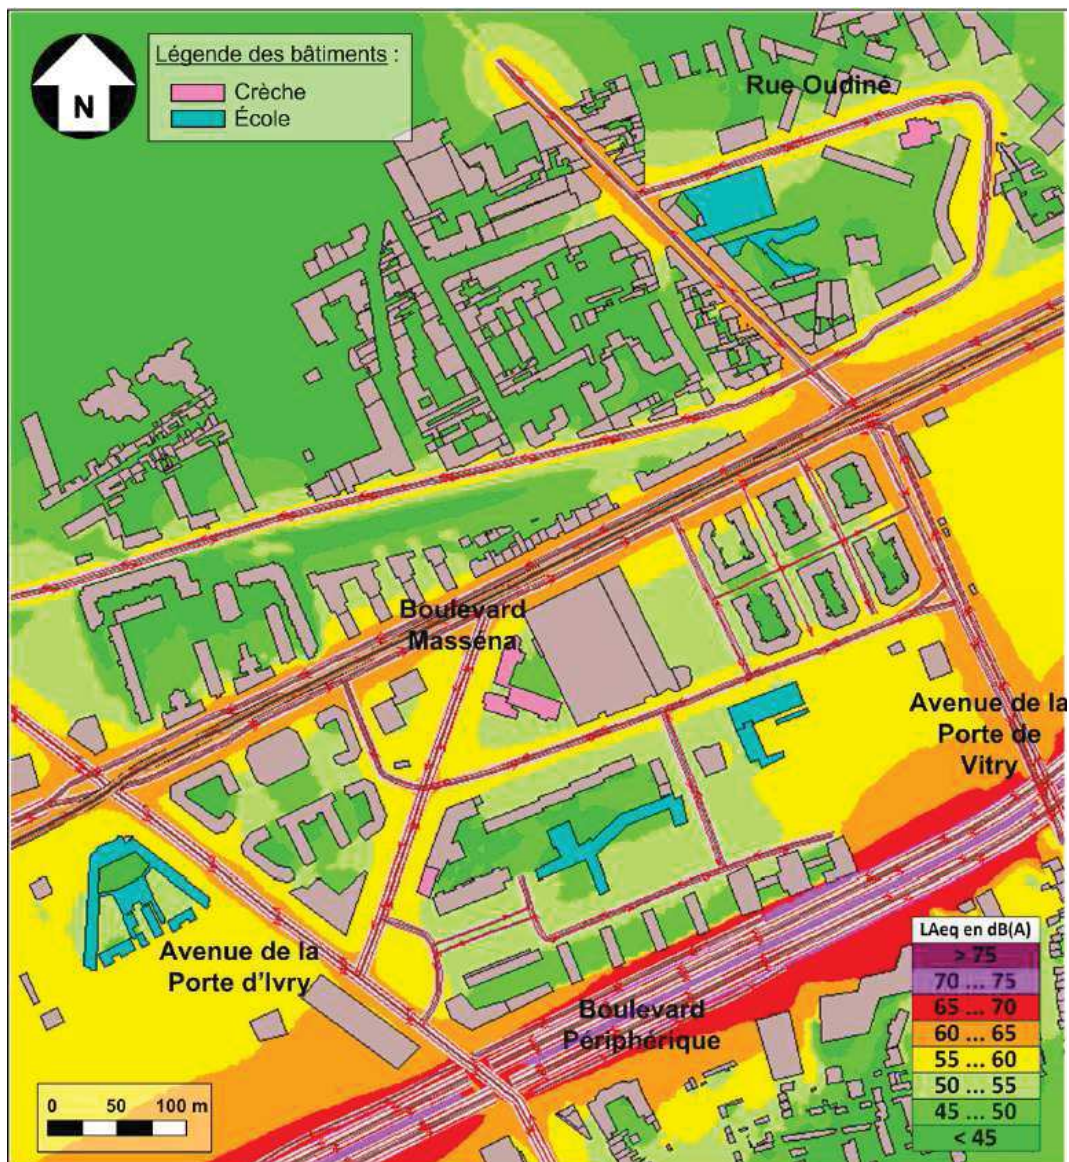 N
Légende des bâtiments :
Crèche
École
Rue Oudiné
Boulevard
Masséna
Avenue de la
Porte de
Vitry
Avenue de la
Porte d'Ivry
Boulevard
Périphérique
0 50 100 m
LAeq en dB(A)
> 75
70 ... 75
65 ... 70
60 ... 65
55 ... 60
50 ... 55
45 ... 50
< 45